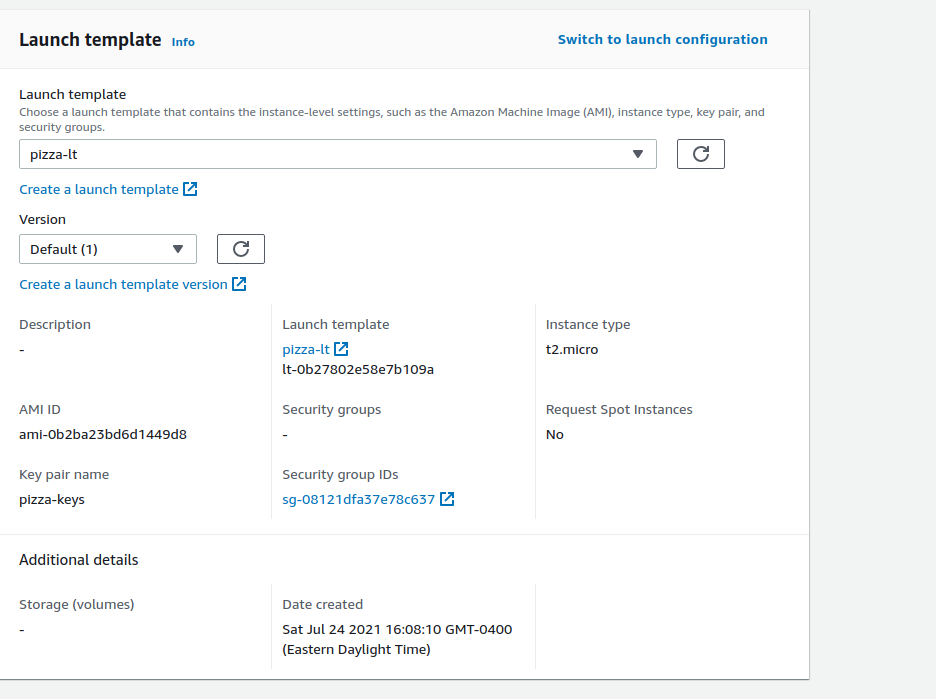 Launch template Info
Switch to launch configuration
Launch template
Choose a launch template that contains the instance-level settings, such as the Amazon Machine Image (AMI), instance type, key pair, and
security groups.
pizza-lt
Create a launch template
Version
Default (1)
Create a launch template version
Description
-
Launch template
pizza-lt
lt-0b27802e58e7b109a
Instance type
t2.micro
AMI ID
ami-0b2ba23bd6d1449d8
Security groups
-
Request Spot Instances
No
Key pair name
pizza-keys
Security group IDs
sg-08121dfa37e78c637
Additional details
Storage (volumes)
-
Date created
Sat Jul 24 2021 16:08:10 GMT-0400
(Eastern Daylight Time)